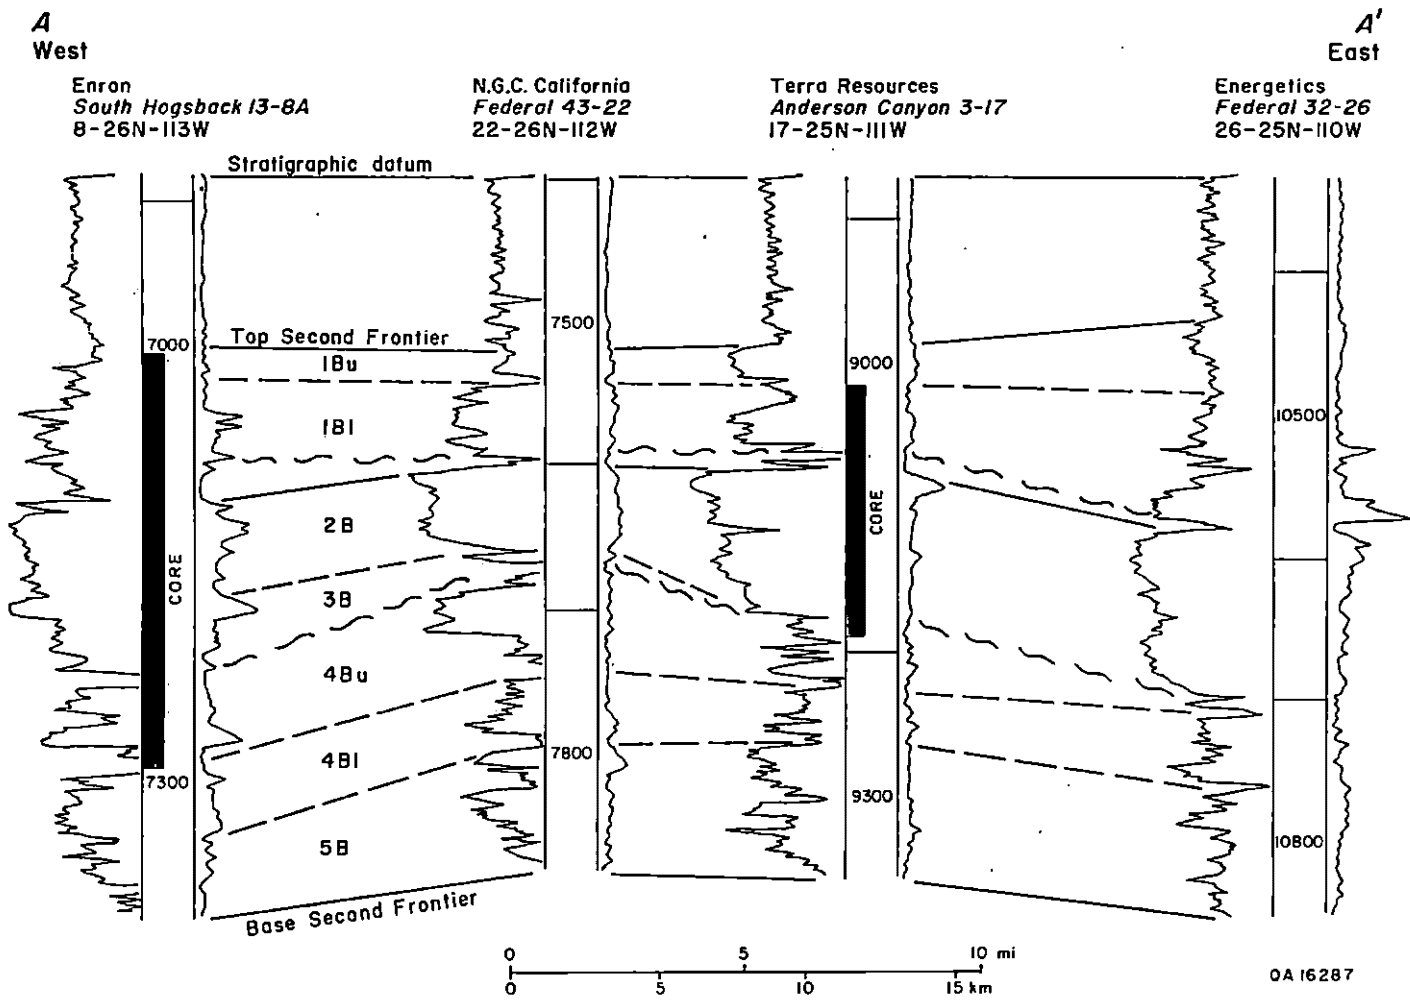 A
West
A'
East
Enron
South Hogsback 13-8A
8-26N-113W
N.G.C. California
Federal 43-22
22-26N-112W
Terra Resources
Anderson Canyon 3-17
17-25N-111W
Energetics
Federal 32-26
26-25N-110W
Stratigraphic datum
7000
CORE
7300
Top Second Frontier
1Bu
1Bl
2B
3B
4Bu
4Bl
5B
Base Second Frontier
7500
7800
9000
CORE
9300
10500
10800
0 5 10 mi
0 5 10 15 km
QA 16287